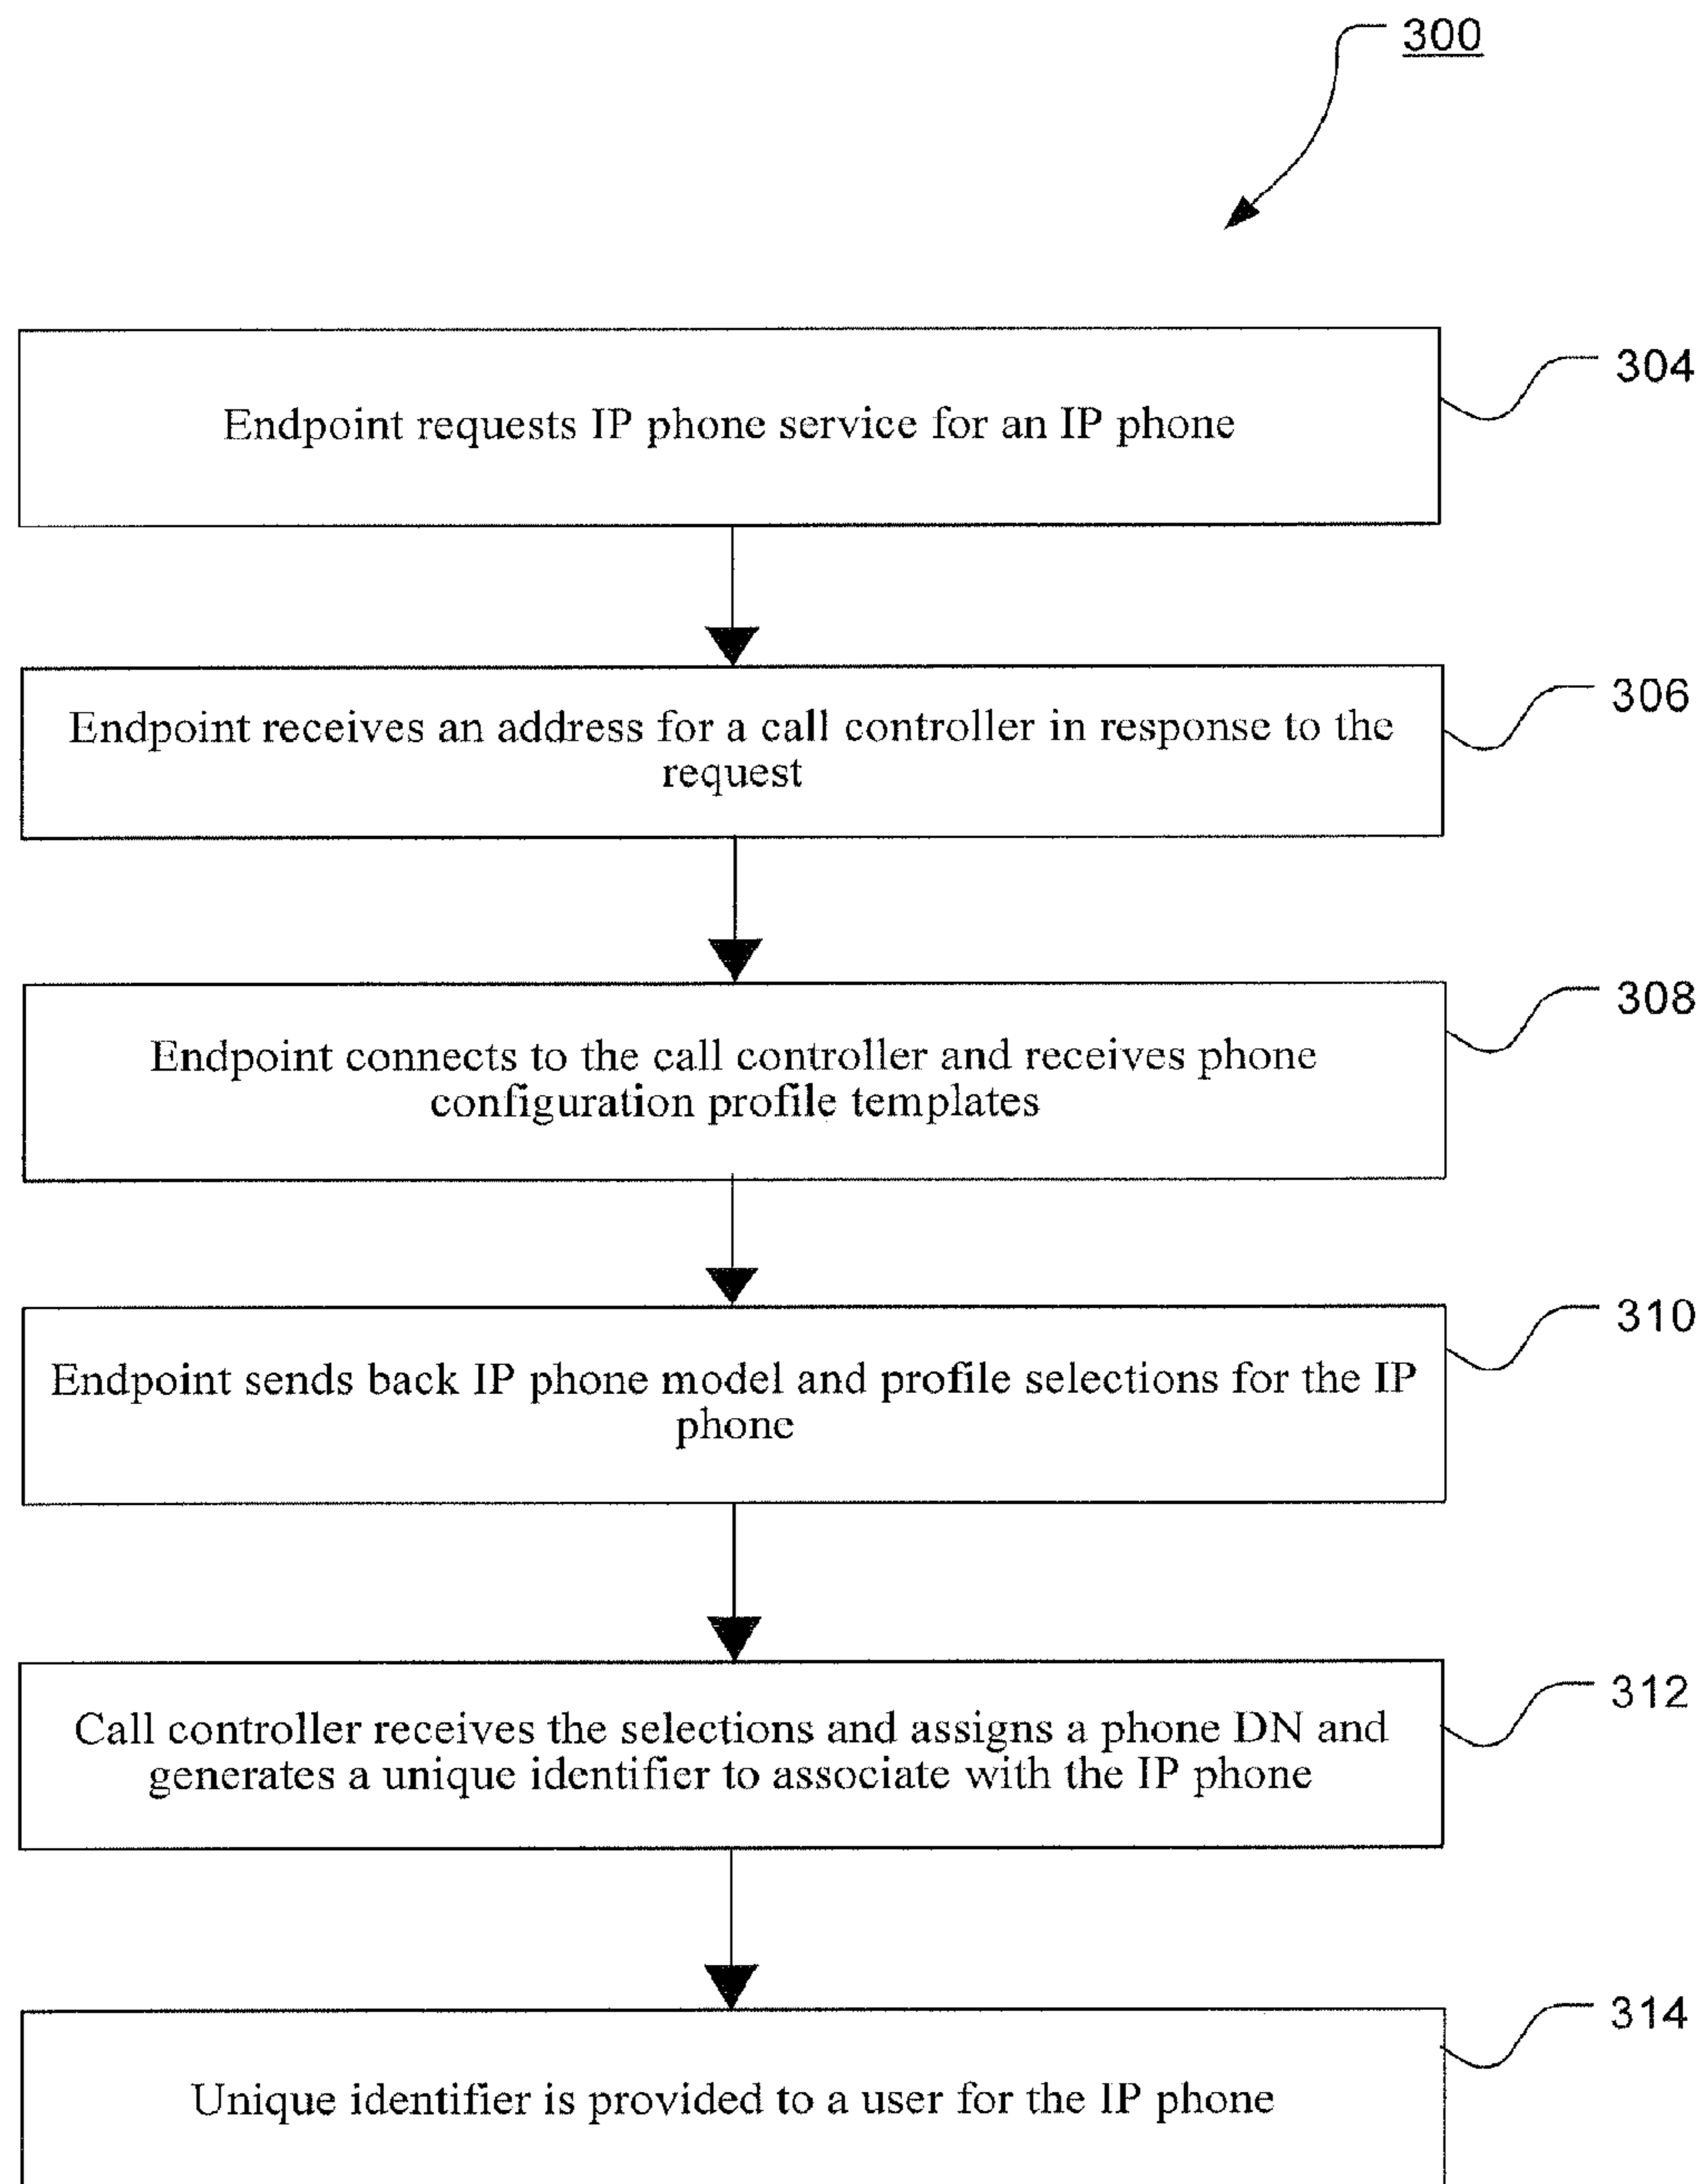 300
304
Endpoint requests IP phone service for an IP phone
306
Endpoint receives an address for a call controller in response to the
request
308
Endpoint connects to the call controller and receives phone
configuration profile templates
310
Endpoint sends back IP phone model and profile selections for the IP
phone
312
Call controller receives the selections and assigns a phone DN and
generates a unique identifier to associate with the IP phone
314
Unique identifier is provided to a user for the IP phone